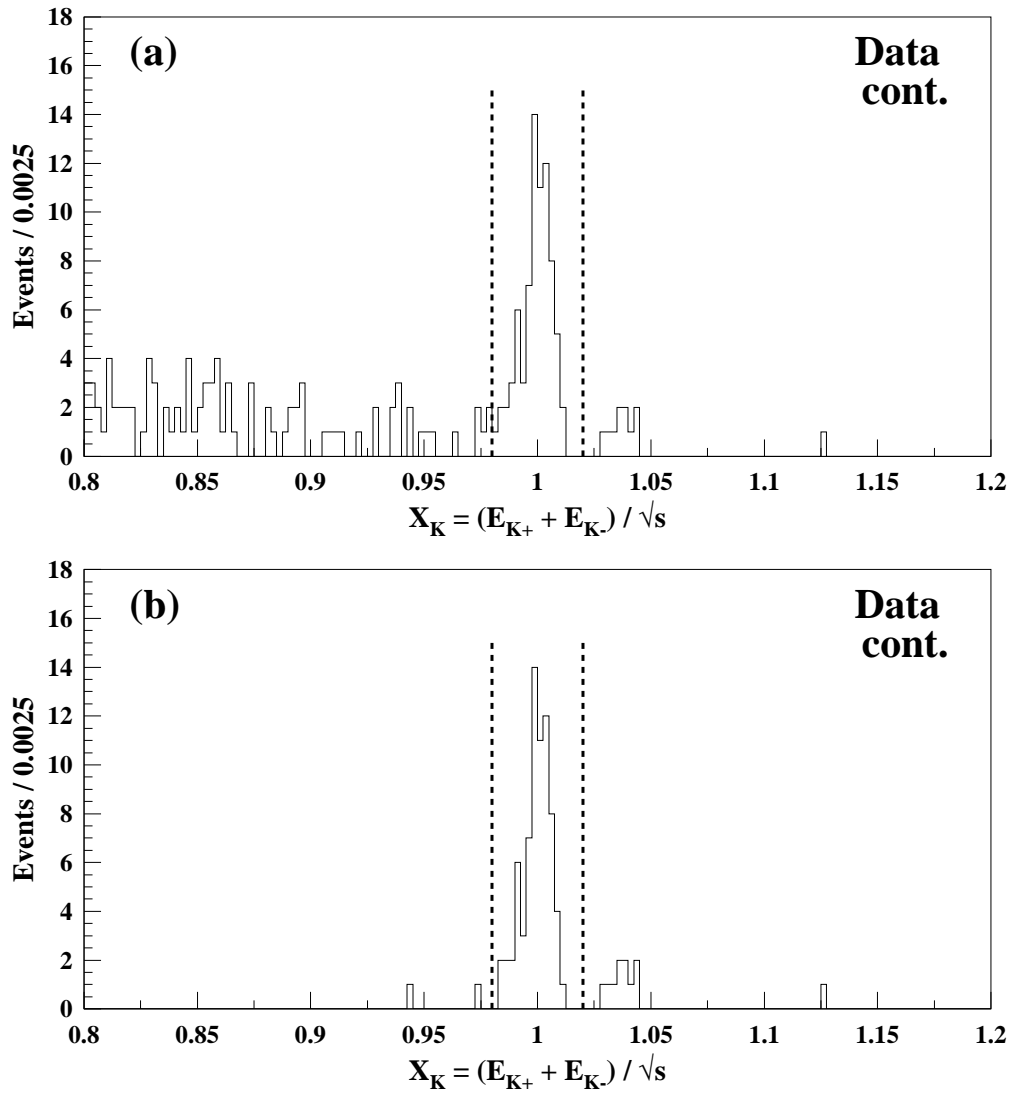 18
16
14
12
10
8
6
4
2
0
Events / 0.0025
(a)
Data
cont.
0.8 0.85 0.9 0.95 1 1.05 1.1 1.15 1.2
X_K = (E_K+ + E_K-) / √s
18
16
14
12
10
8
6
4
2
0
Events / 0.0025
(b)
Data
cont.
0.8 0.85 0.9 0.95 1 1.05 1.1 1.15 1.2
X_K = (E_K+ + E_K-) / √s